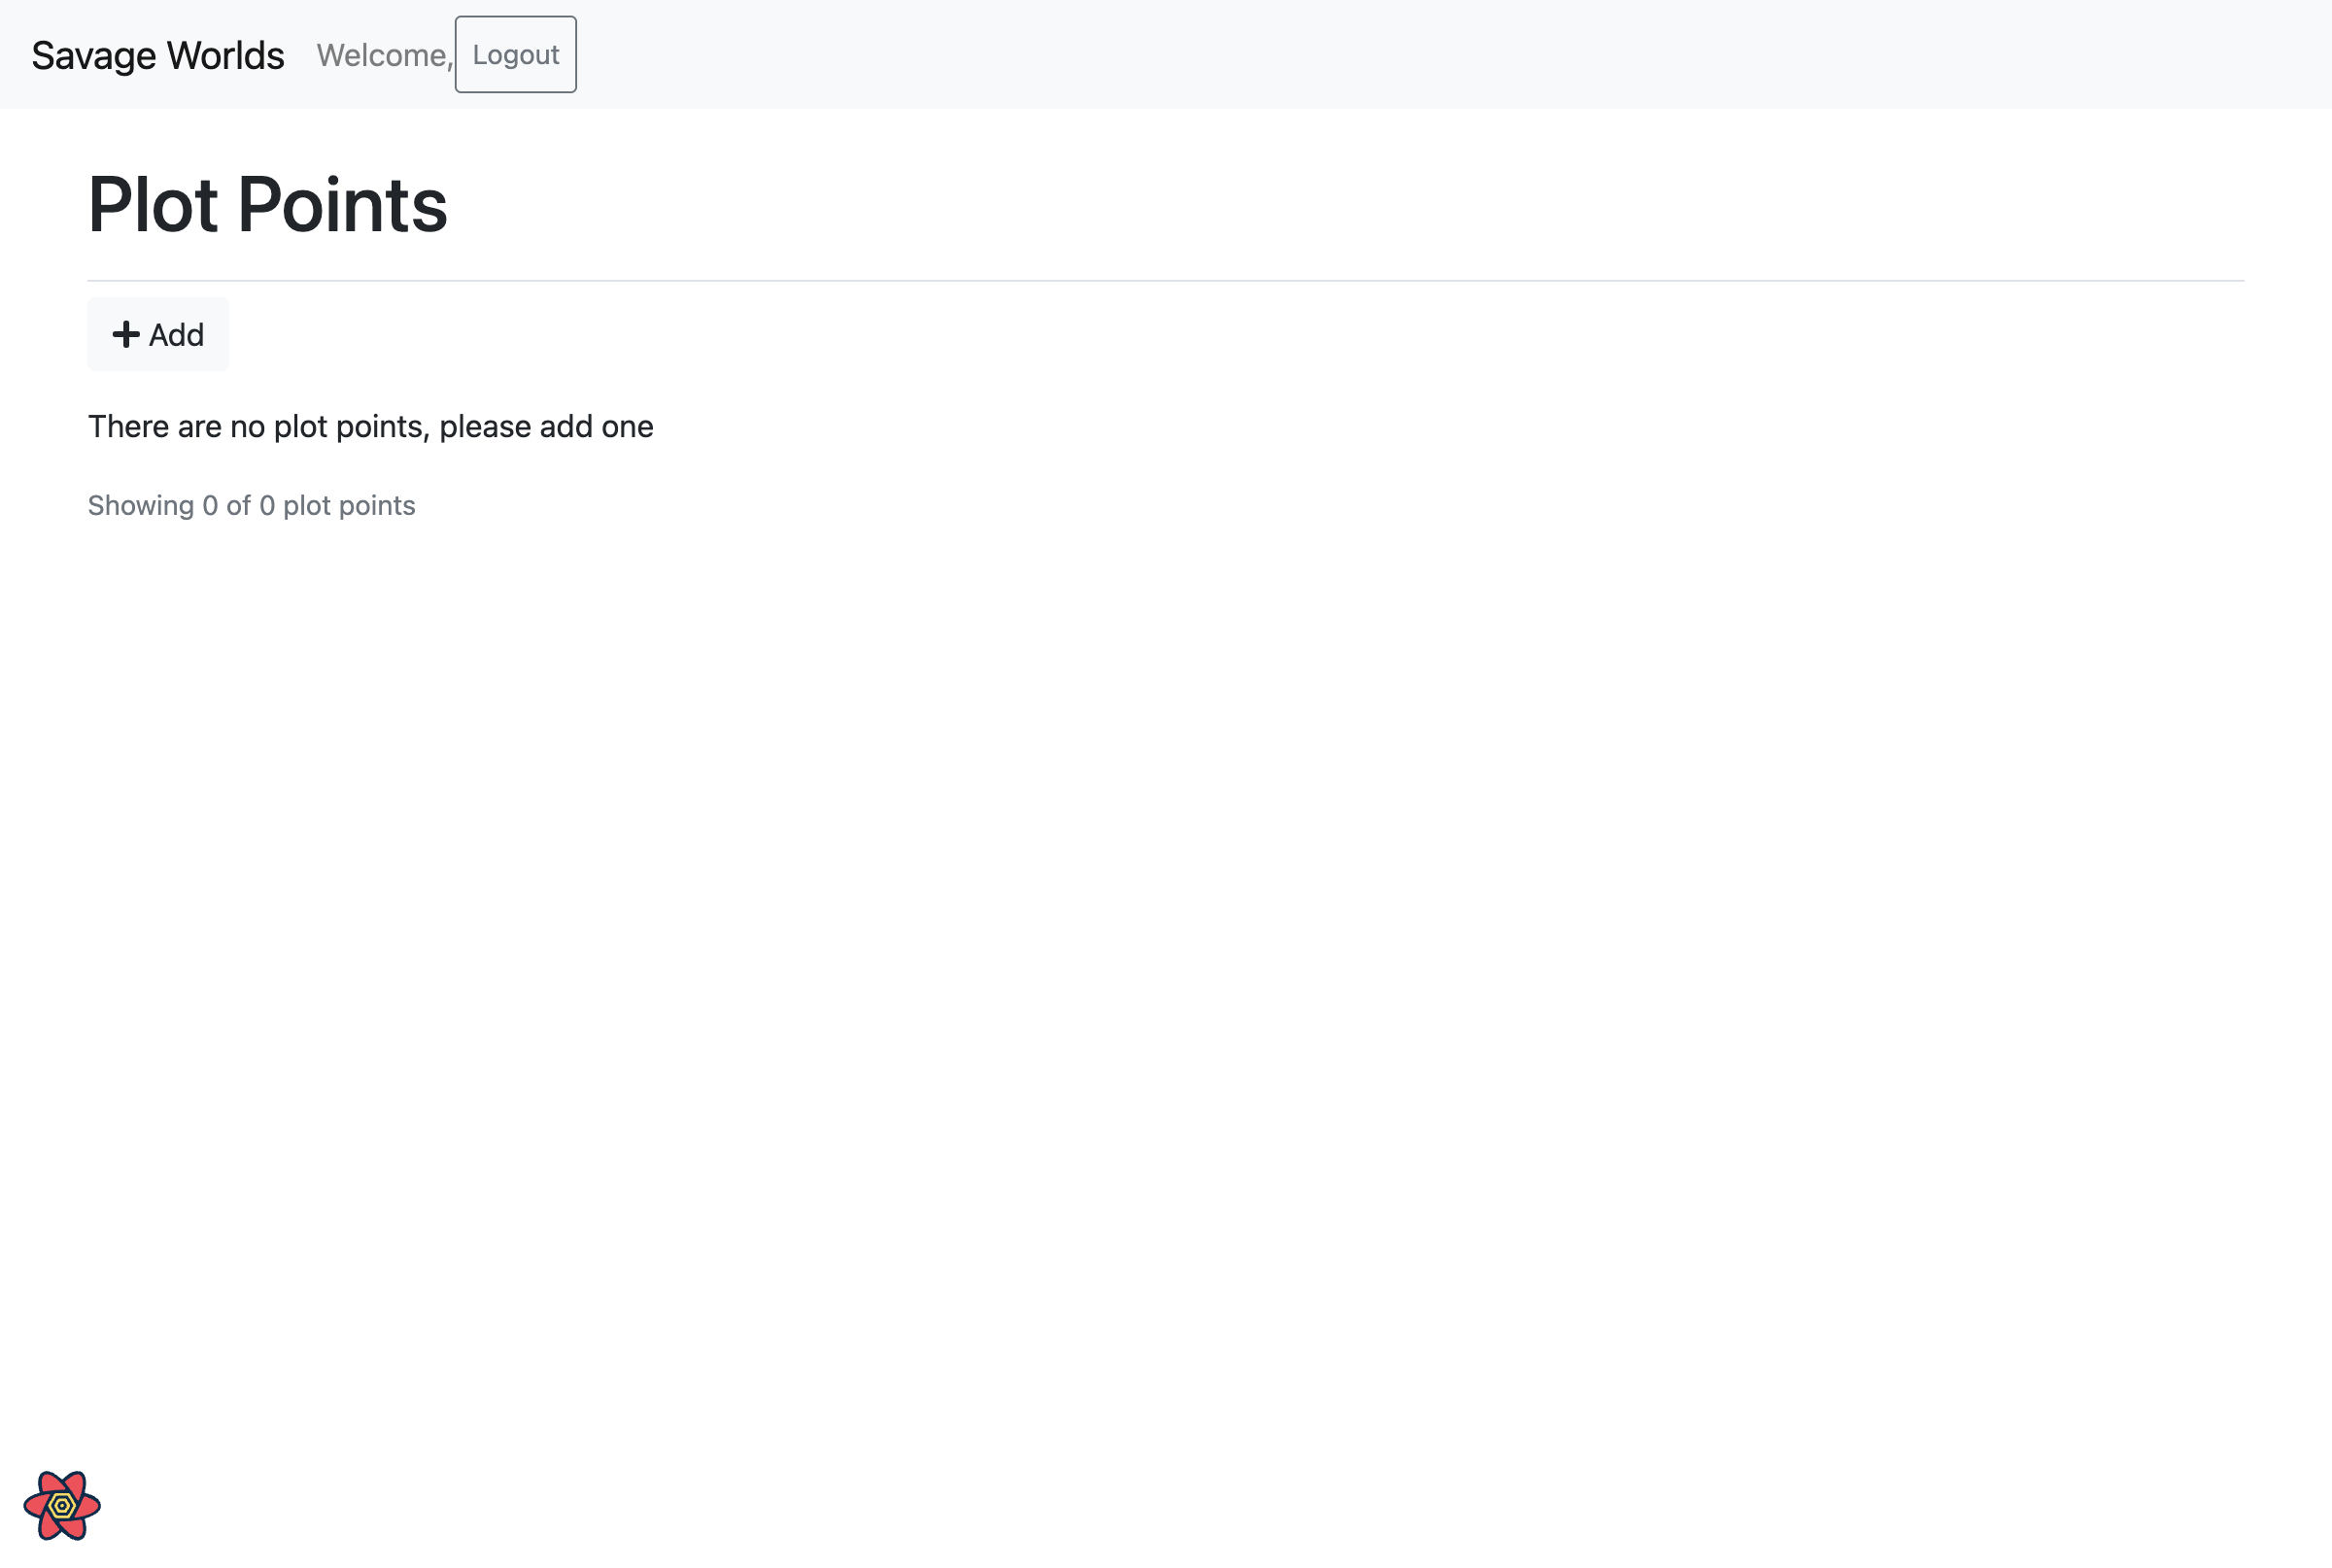 Savage Worlds Welcome, Logout
Plot Points
Add
There are no plot points, please add one
Showing 0 of 0 plot points